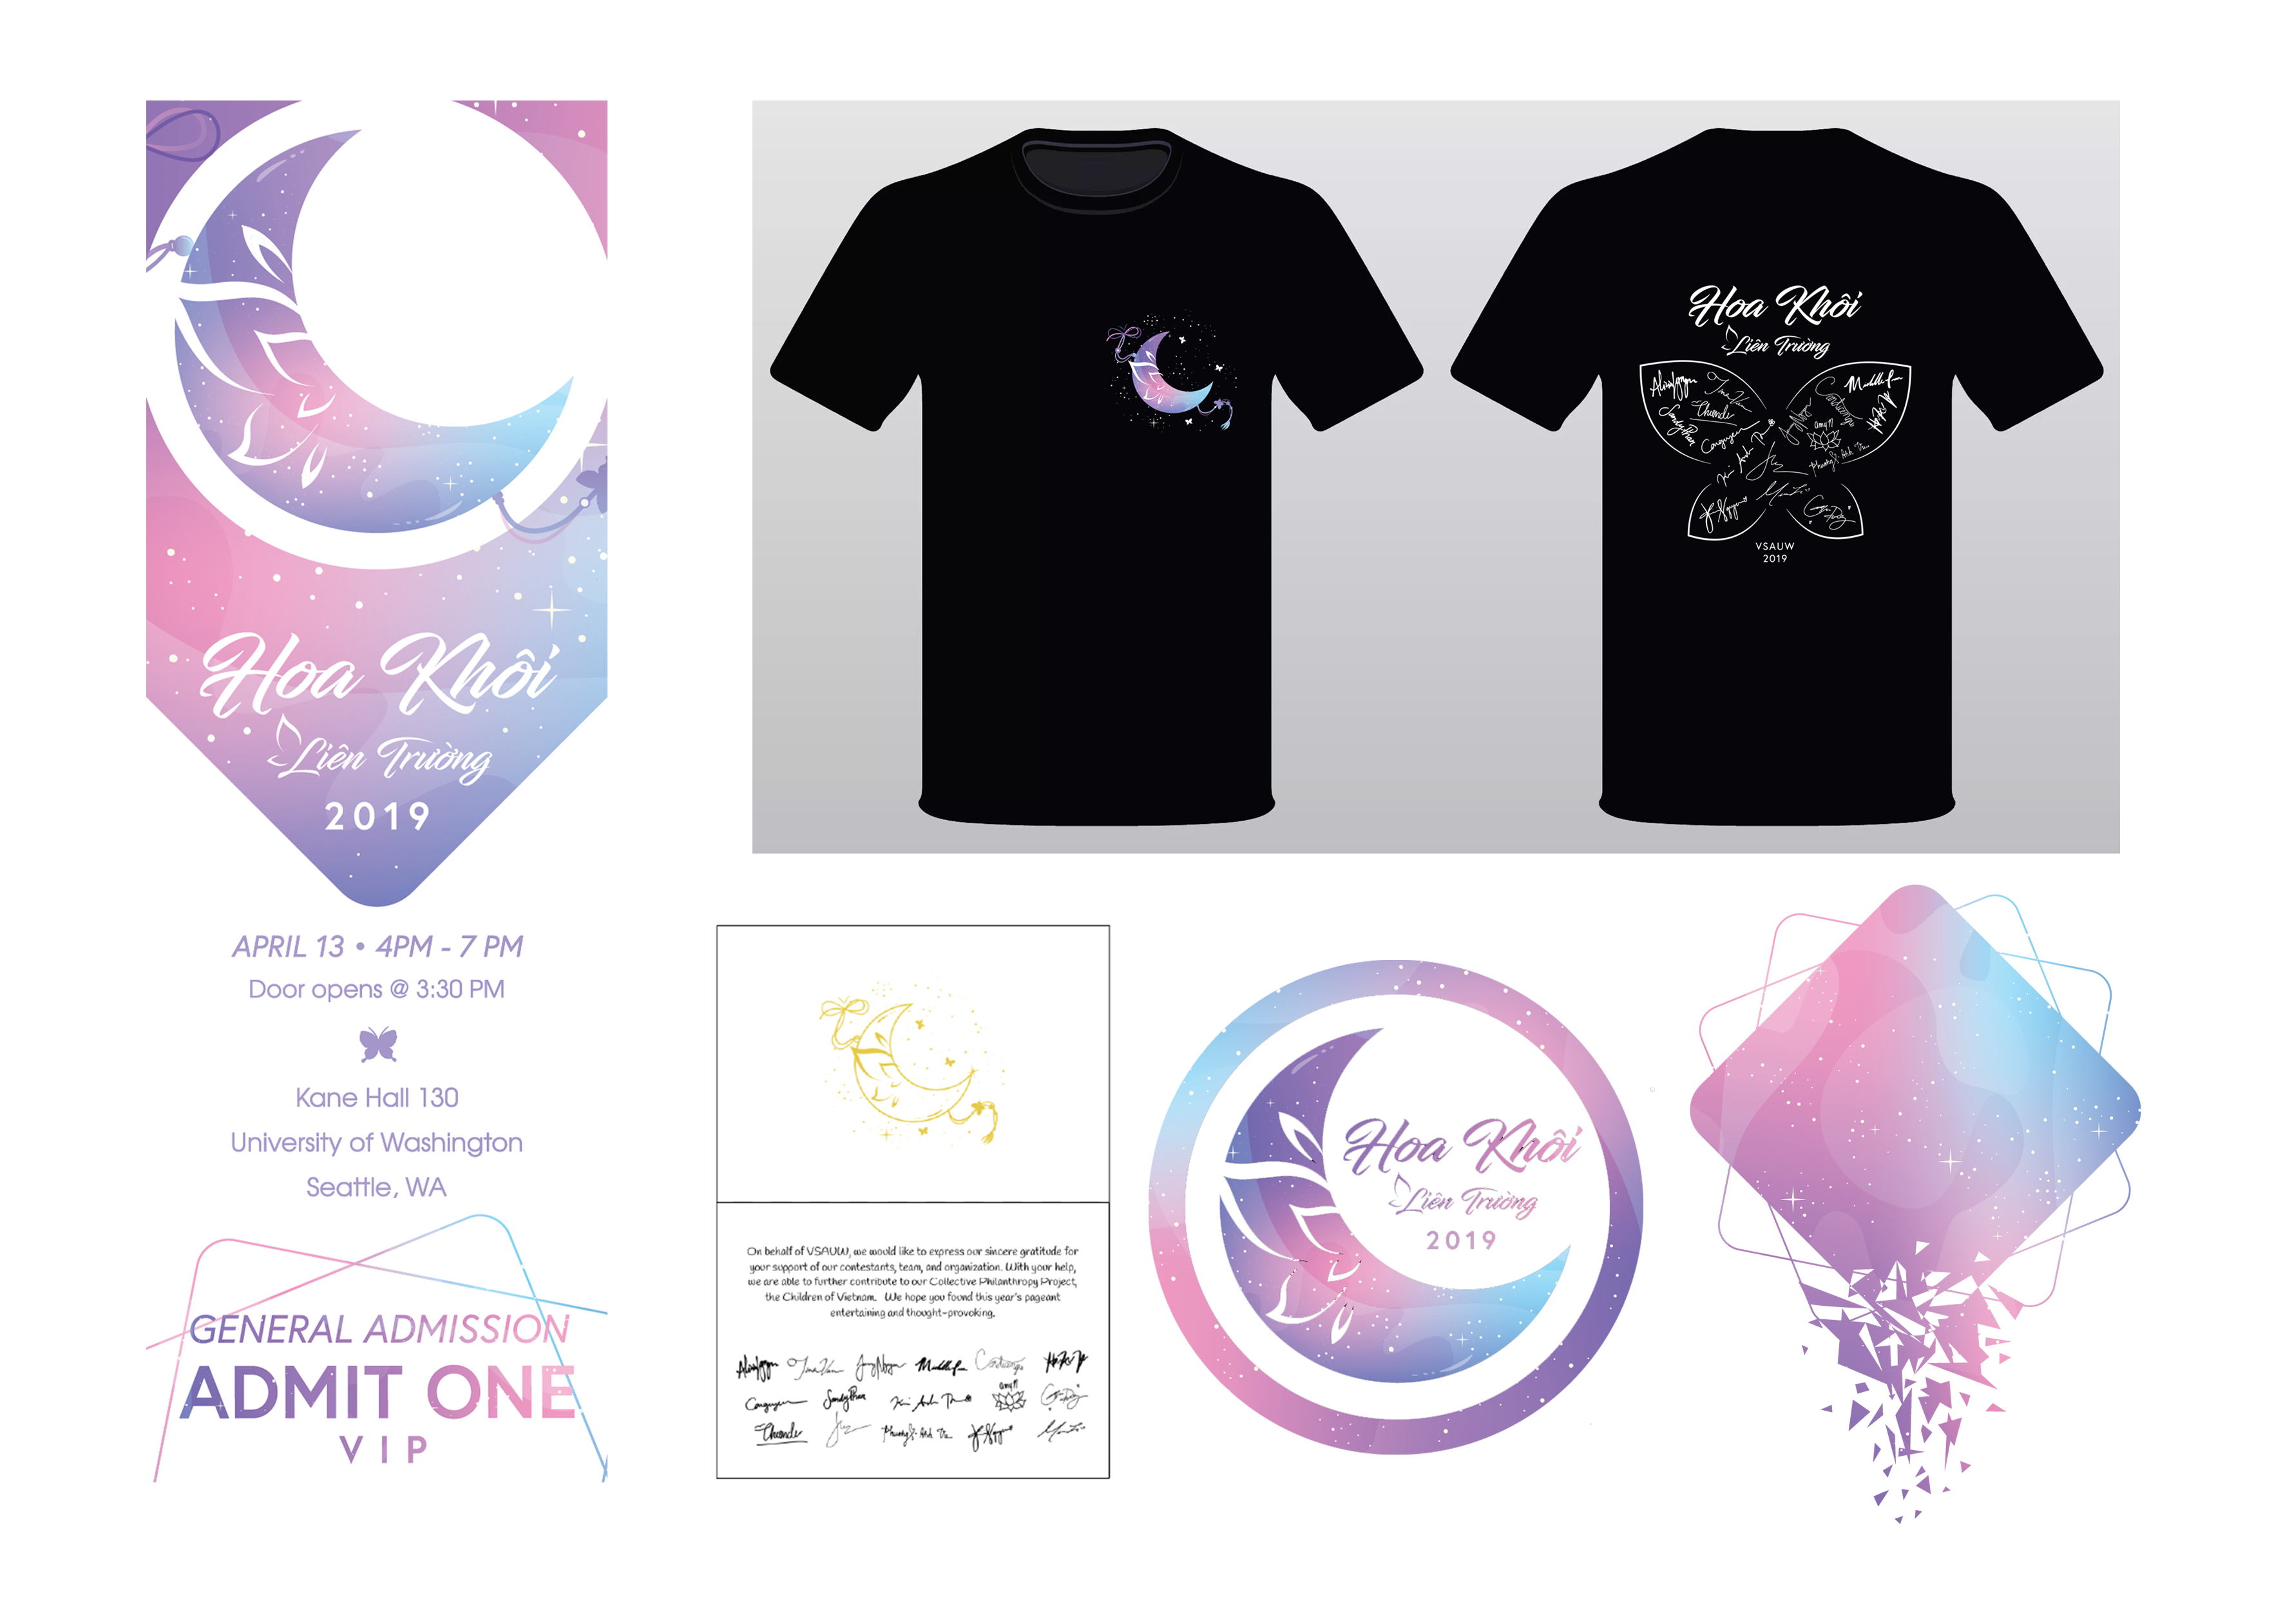 Hoa Khôi
Liên Trường
2019
APRIL 13 • 4PM - 7 PM
Door opens @ 3:30 PM
Kane Hall 130
University of Washington
Seattle, WA
GENERAL ADMISSION
ADMIT ONE
VIP
Hoa Khôi
Liên Trường
amy n
VSAUW
2019
On behalf of VSAUW, we would like to express our sincere gratitude for
your support of our contestants, team, and organization. With your help,
we are able to further contribute to our Collective Philanthropy Project,
the Children of Vietnam. We hope you found this year's pageant
entertaining and thought-provoking.
Sandy Phan
amy n
Hoa Khôi
Liên Trường
2019